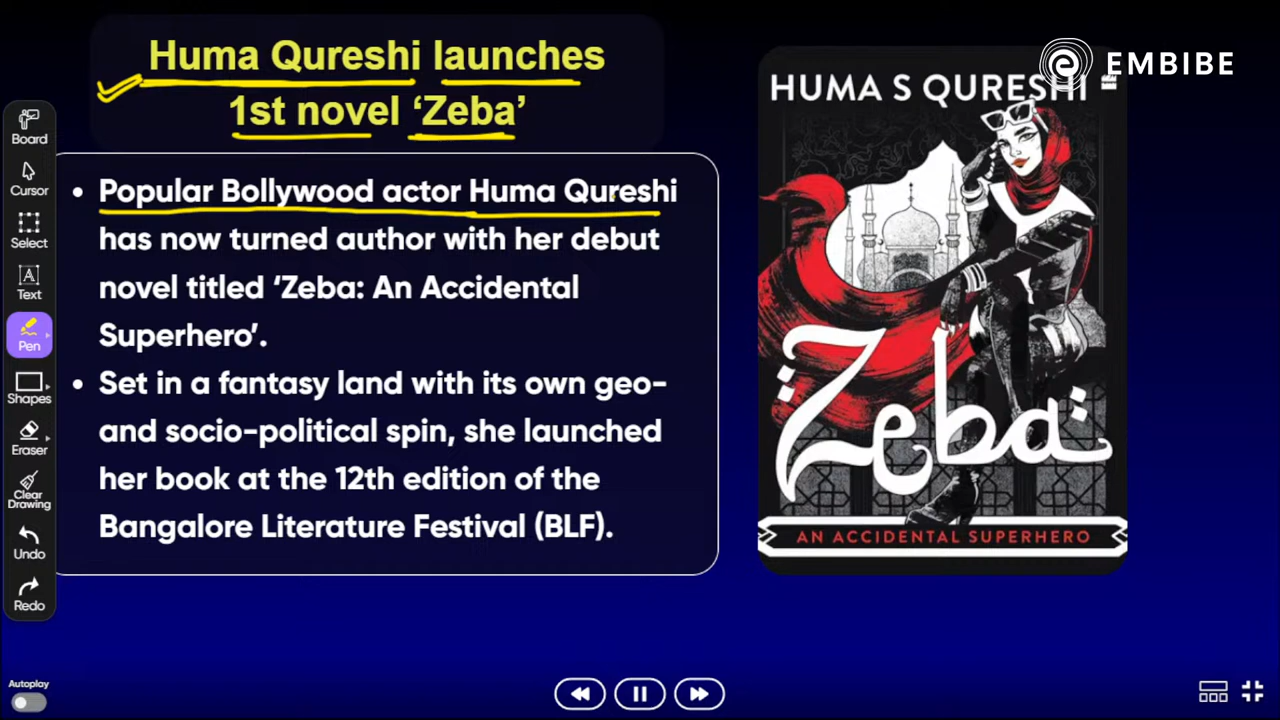 Huma Qureshi launches
1st novel ‘Zeba’
• Popular Bollywood actor Huma Qureshi
has now turned author with her debut
novel titled ‘Zeba: An Accidental
Superhero’.
• Set in a fantasy land with its own geo-
and socio-political spin, she launched
her book at the 12th edition of the
Bangalore Literature Festival (BLF).
HUMA S QURESHI
EMBIBE
Zeba
AN ACCIDENTAL SUPERHERO
Board
Cursor
Select
Text
Pen
Shapes
Eraser
Clear
Drawing
Undo
Redo
Autoplay